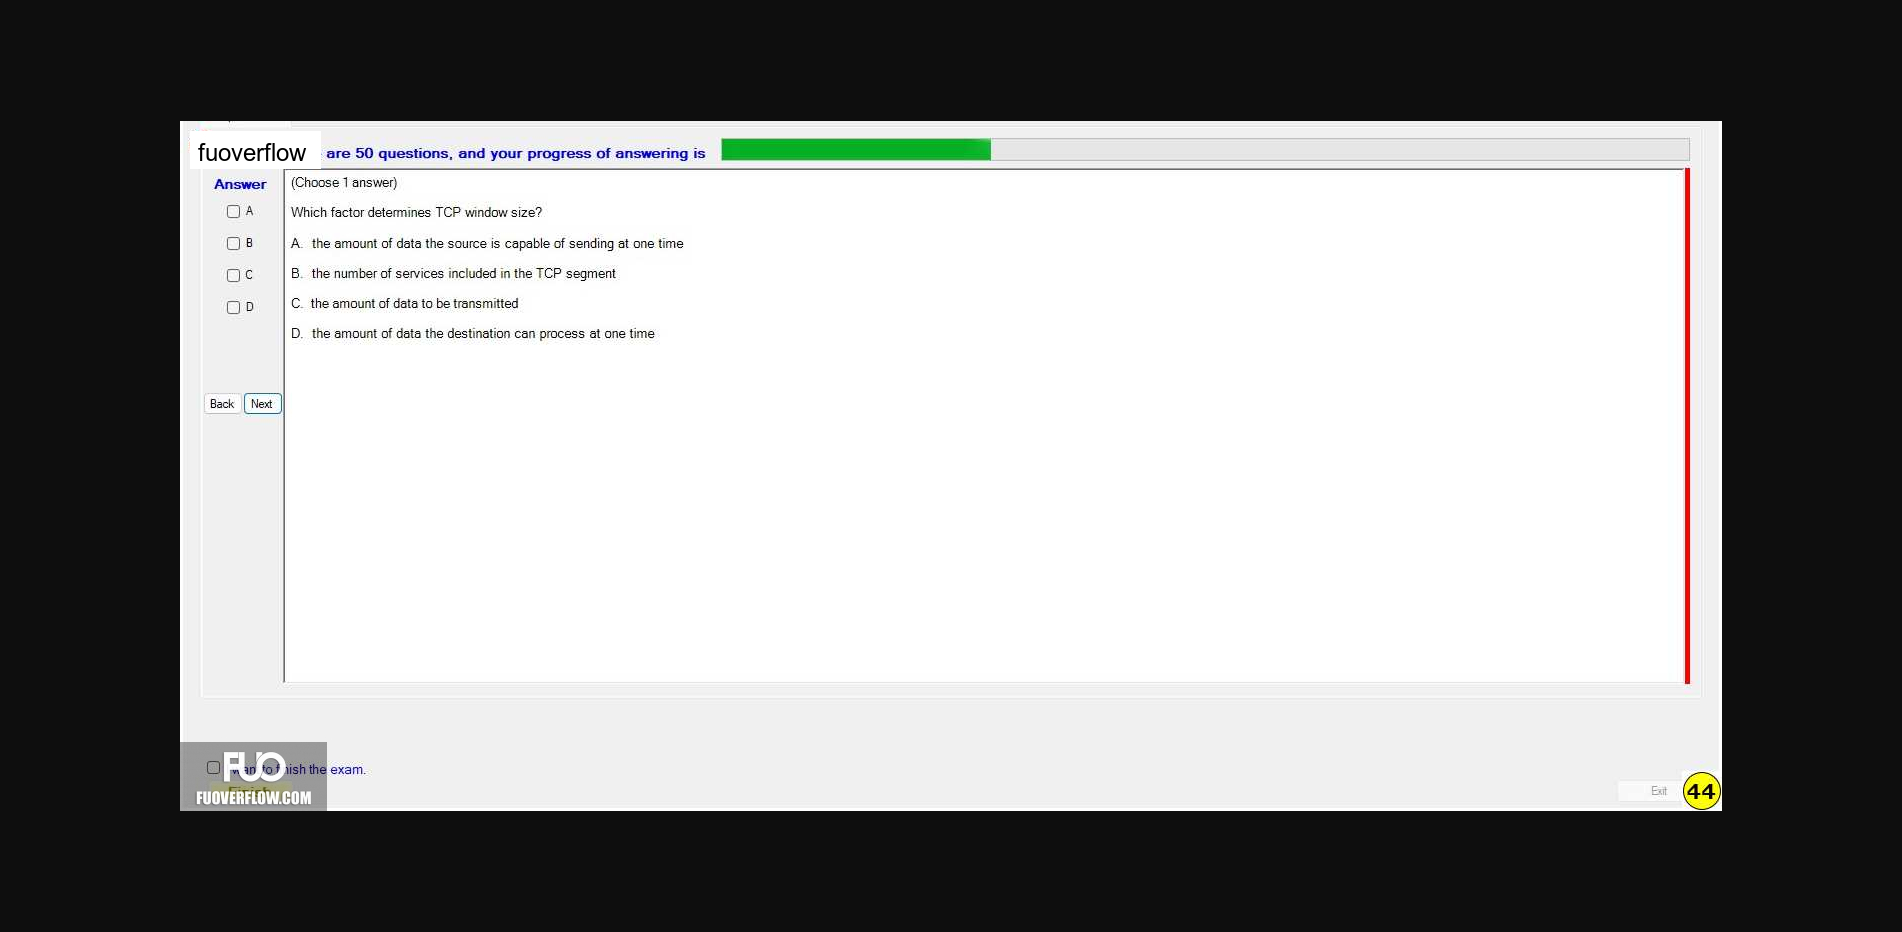 fuoverflow are 50 questions, and your progress of answering is
Answer
(Choose 1 answer)
A
Which factor determines TCP window size?
B
A. the amount of data the source is capable of sending at one time
C
B. the number of services included in the TCP segment
D
C. the amount of data to be transmitted
D. the amount of data the destination can process at one time
Back Next
FUO
want to finish the exam.
Finish
FUOVERFLOW.COM
Exit
44